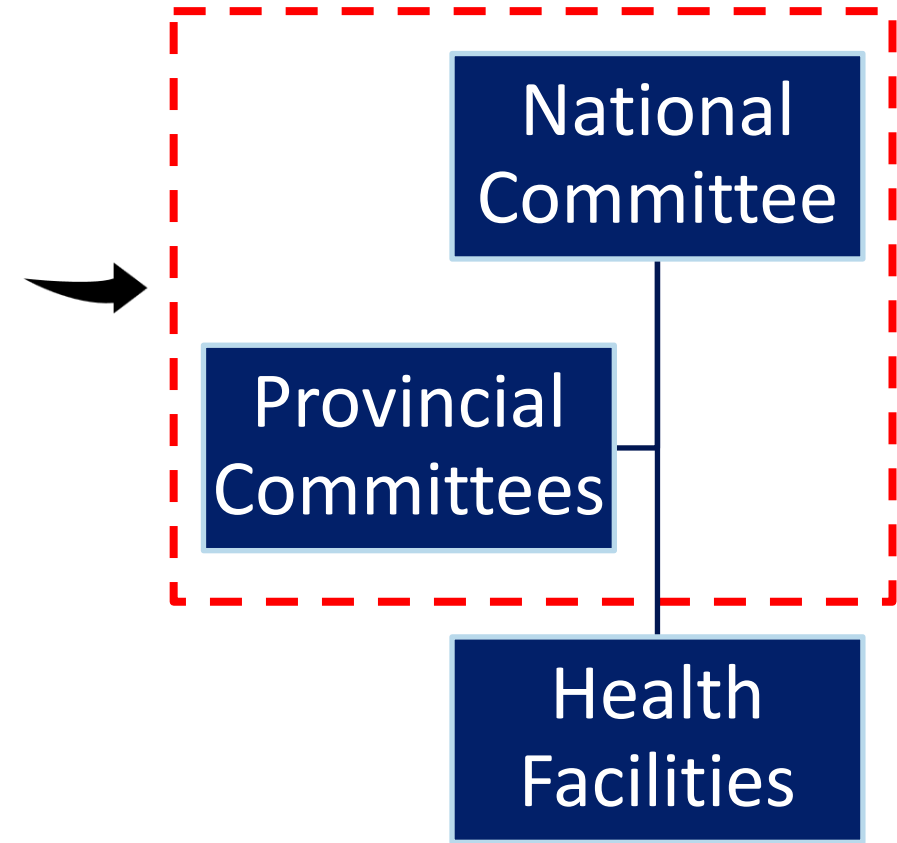 National
Committee
Provincial
Committees
Health
Facilities